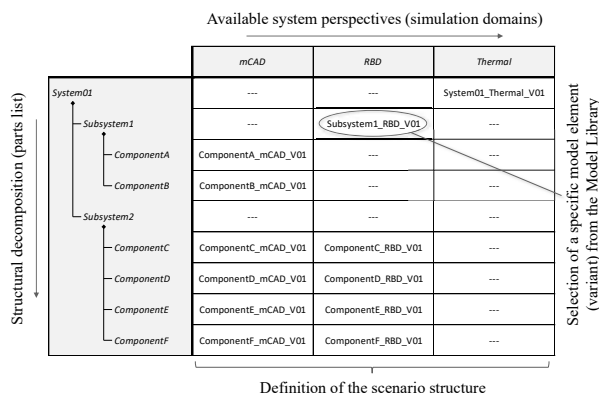 Available system perspectives (simulation domains)
mCAD RBD Thermal
System01 --- --- System01_Thermal_V01
Subsystem1 --- Subsystem1_RBD_V01 ---
ComponentA ComponentA_mCAD_V01 --- ---
ComponentB ComponentB_mCAD_V01 --- ---
Subsystem2 --- --- ---
ComponentC ComponentC_mCAD_V01 ComponentC_RBD_V01 ---
ComponentD ComponentD_mCAD_V01 ComponentD_RBD_V01 ---
ComponentE ComponentE_mCAD_V01 ComponentE_RBD_V01 ---
ComponentF ComponentF_mCAD_V01 ComponentF_RBD_V01 ---
Structural decomposition (parts list)
Selection of a specific model element
(variant) from the Model Library
Definition of the scenario structure